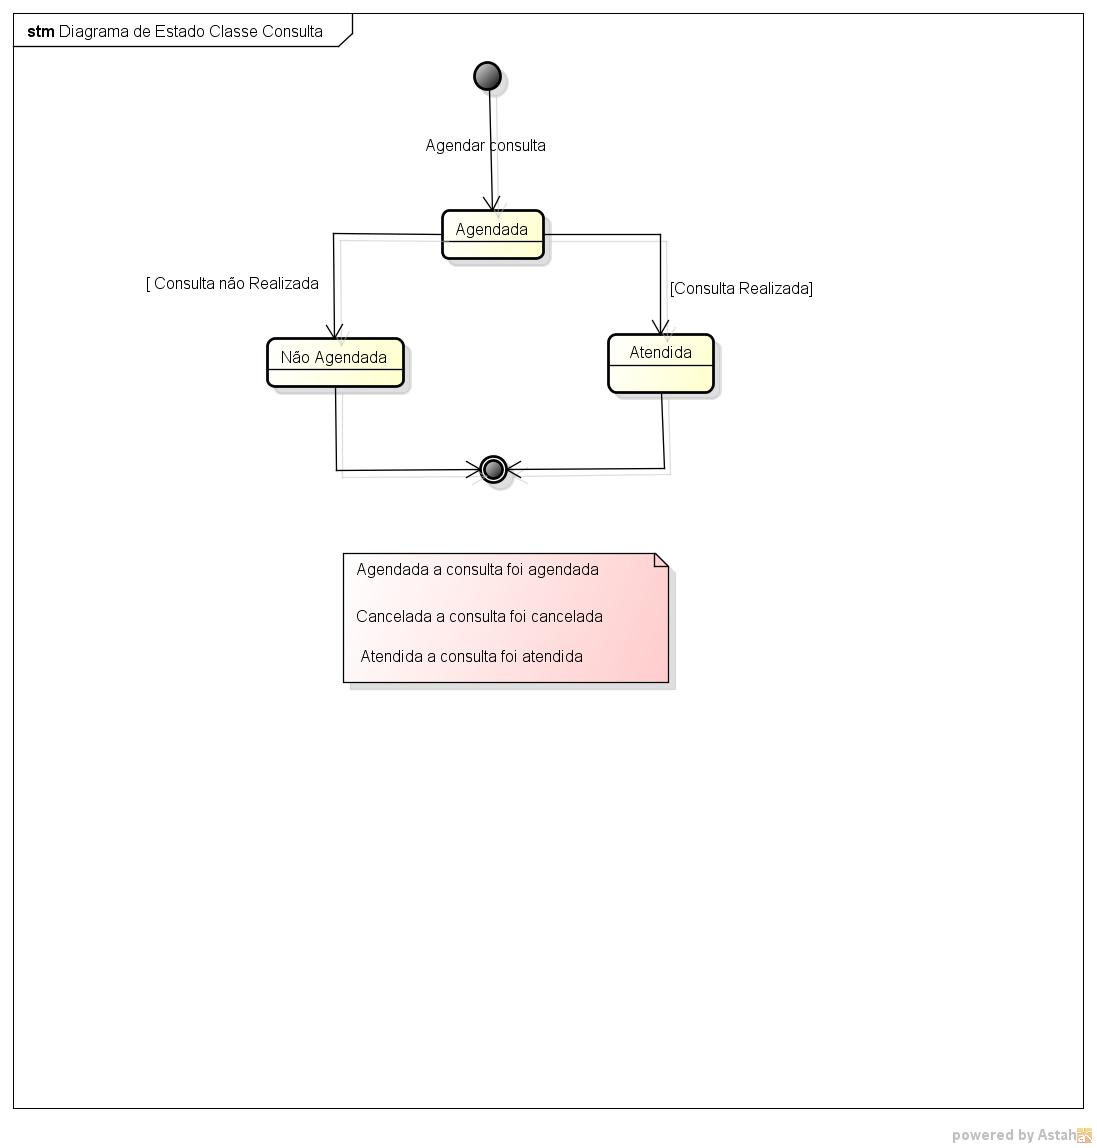 stm Diagrama de Estado Classe Consulta
Agendar consulta
Agendada
[ Consulta não Realizada
[Consulta Realizada]
Não Agendada
Atendida
Agendada a consulta foi agendada
Cancelada a consulta foi cancelada
Atendida a consulta foi atendida
powered by Astah